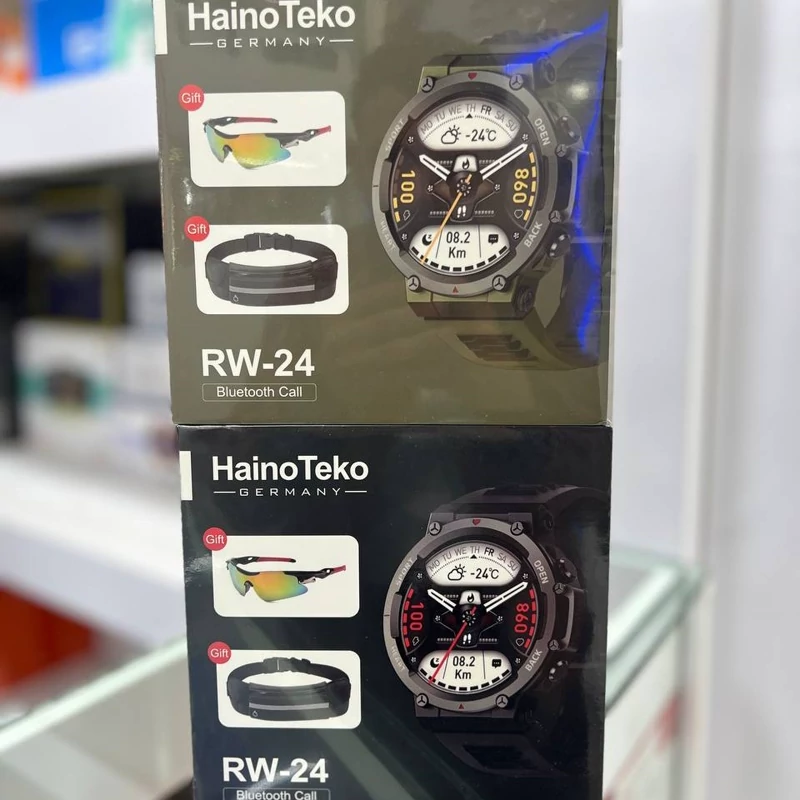 HainoTeko
GERMANY
Gift
Gift
MO TU WE TH FR SA SU
-24℃
SPORT
OPEN
100
098
08.2
Km
BACK
RW-24
Bluetooth Call
HainoTeko
GERMANY
Gift
Gift
MO TU WE TH FR SA SU
-24℃
SPORT
OPEN
100
098
08.2
Km
BACK
RW-24
Bluetooth Call